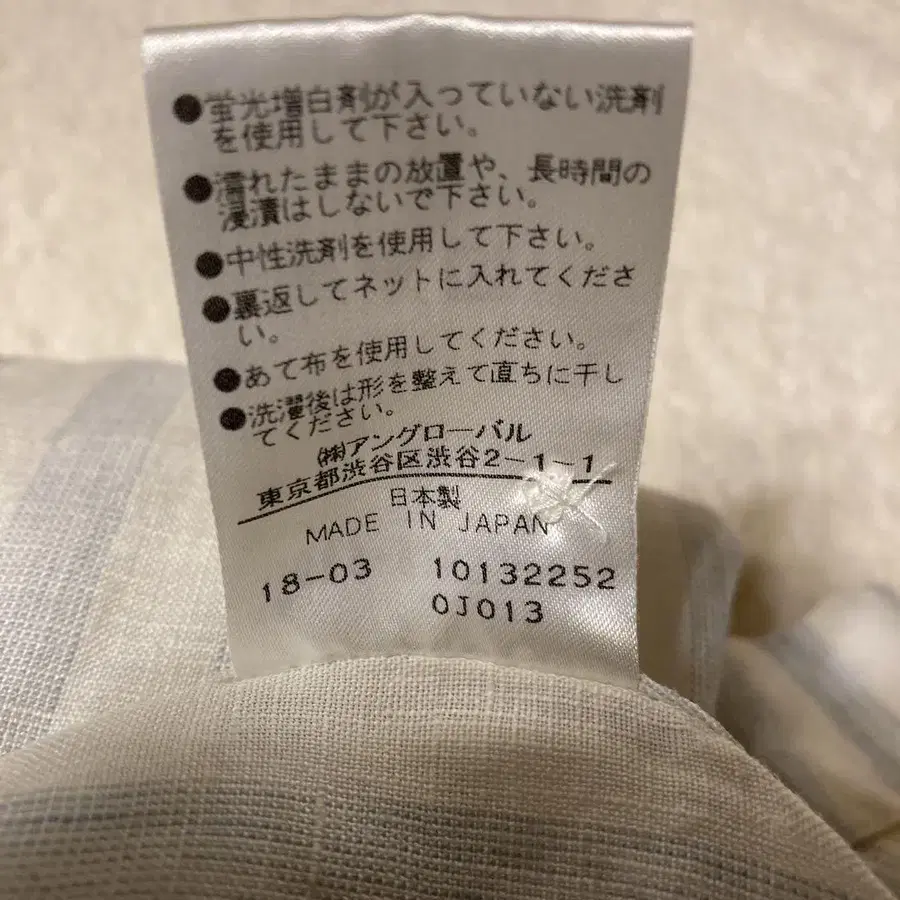 ●蛍光増白剤が入っていない洗剤
を使用して下さい。
●濡れたままの放置や、長時間の
浸漬はしないで下さい。
●中性洗剤を使用して下さい。
●裏返してネットに入れてくださ
い。
●あて布を使用してください。
●洗濯後は形を整えて直ちに干し
てください。
㈱アングローバル
東京都渋谷区渋谷2-1-1
日本製
MADE IN JAPAN
18-03 10132252
0J013